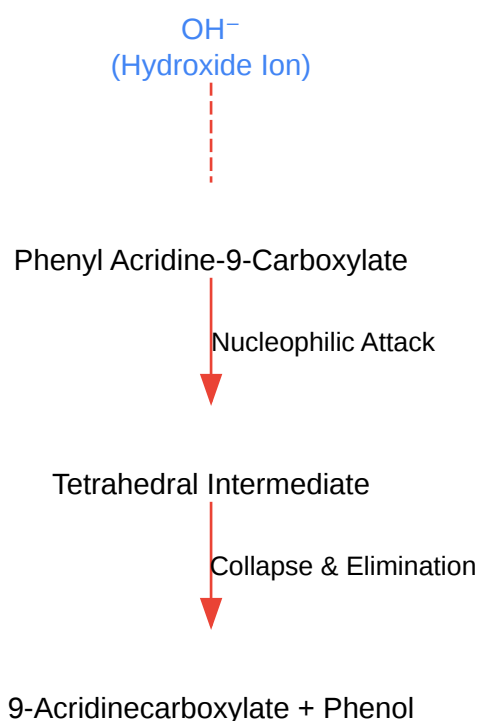 OH⁻
(Hydroxide Ion)
Phenyl Acridine-9-Carboxylate
Nucleophilic Attack
Tetrahedral Intermediate
Collapse & Elimination
9-Acridinecarboxylate + Phenol